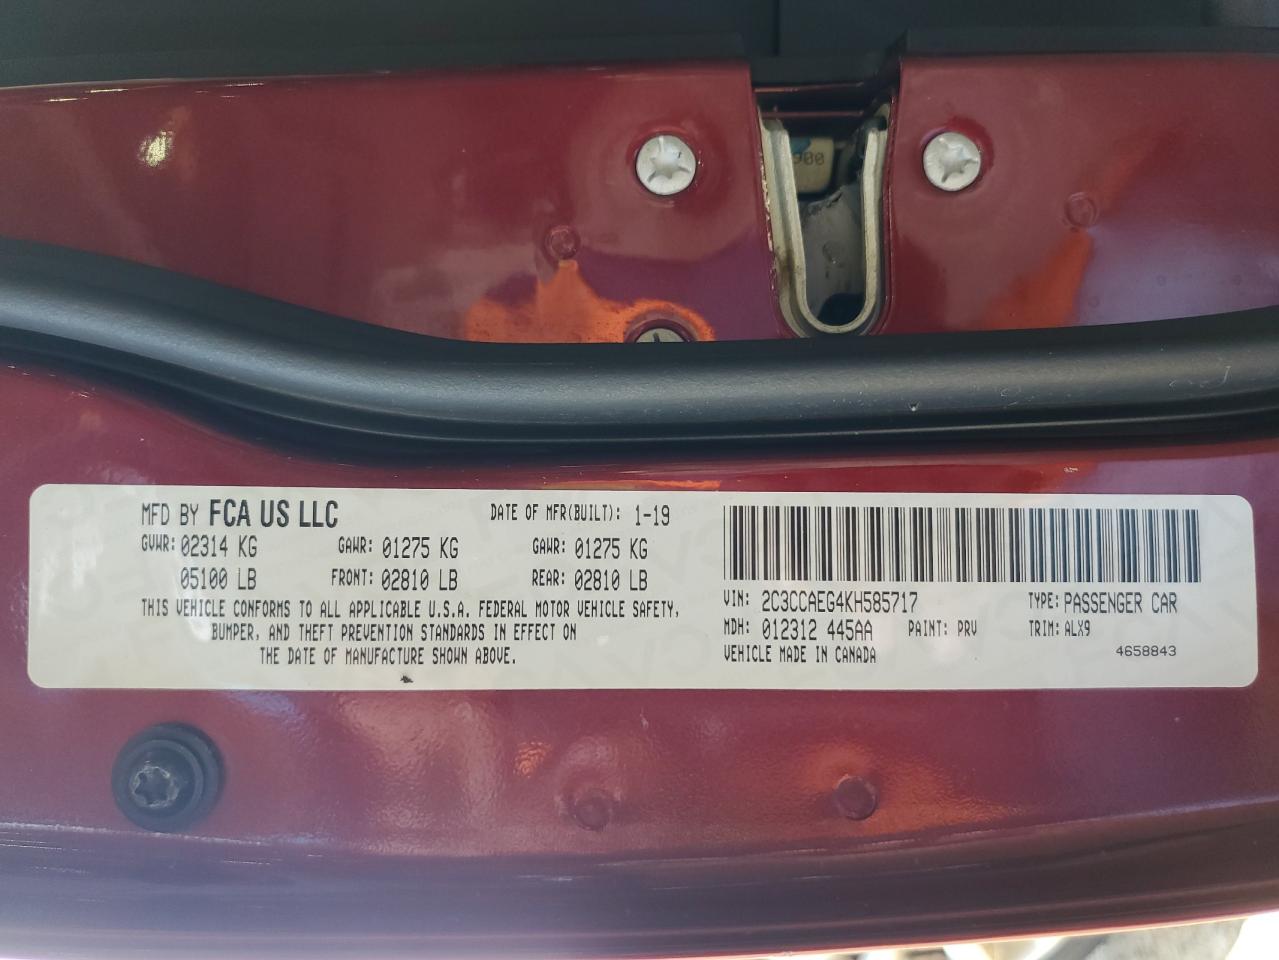 900
MFD BY FCA US LLC DATE OF MFR(BUILT): 1-19
GVWR: 02314 KG GAWR: 01275 KG GAWR: 01275 KG
05100 LB FRONT: 02810 LB REAR: 02810 LB
THIS VEHICLE CONFORMS TO ALL APPLICABLE U.S.A. FEDERAL MOTOR VEHICLE SAFETY,
BUMPER, AND THEFT PREVENTION STANDARDS IN EFFECT ON
THE DATE OF MANUFACTURE SHOWN ABOVE.
VIN: 2C3CCAEG4KH585717 TYPE: PASSENGER CAR
MDH: 012312 445AA PAINT: PRV TRIM: ALX9
VEHICLE MADE IN CANADA 4658843